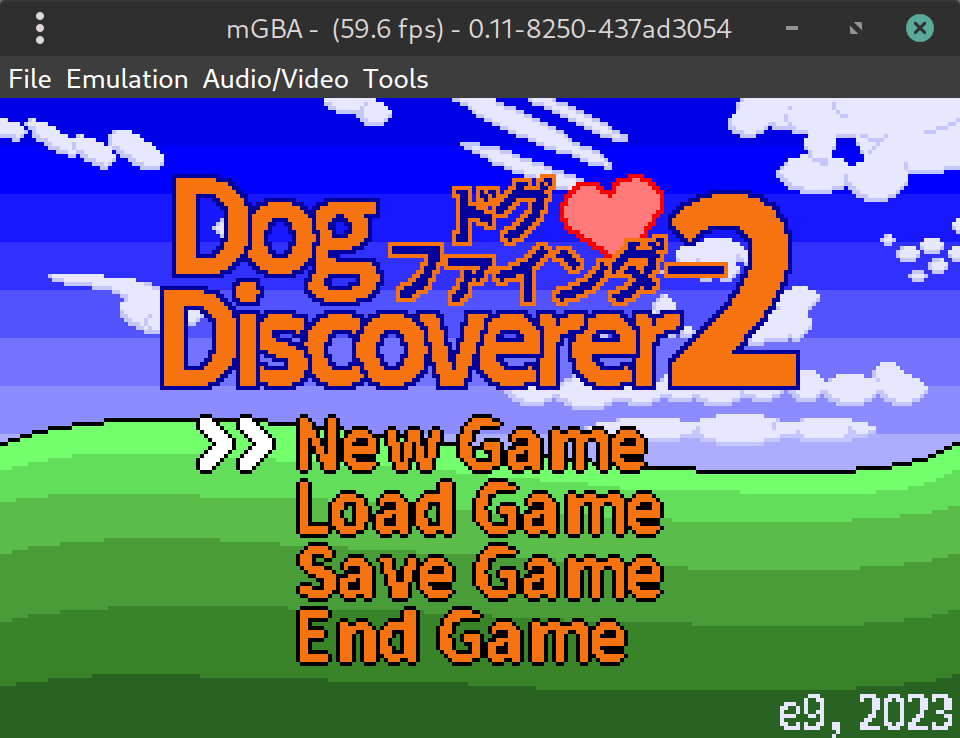 mGBA - (59.6 fps) - 0.11-8250-437ad3054
File Emulation Audio/Video Tools
Dog ドグ
ファインダー 2
Discoverer
>> New Game
Load Game
Save Game
End Game
e9, 2023